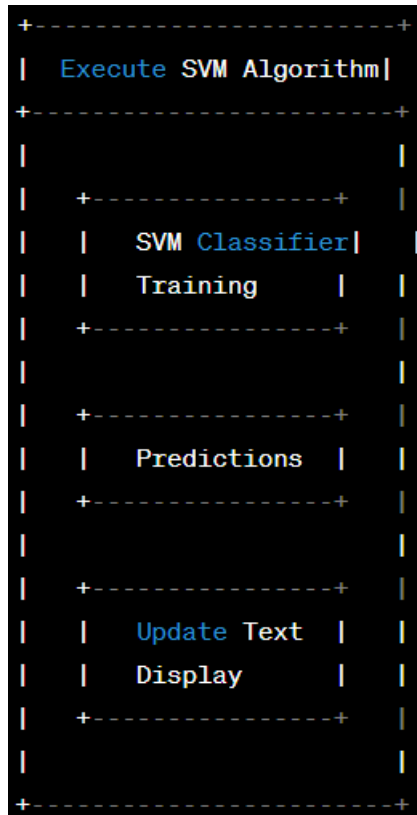 +------------------------+
|  Execute SVM Algorithm|
+------------------------+
|                        |
|   +----------------+   |
|   |   SVM Classifier|   |
|   |   Training     |   |
|   +----------------+   |
|                        |
|   +----------------+   |
|   |   Predictions  |   |
|   +----------------+   |
|                        |
|   +----------------+   |
|   |   Update Text  |   |
|   |   Display      |   |
|   +----------------+   |
|                        |
+------------------------+